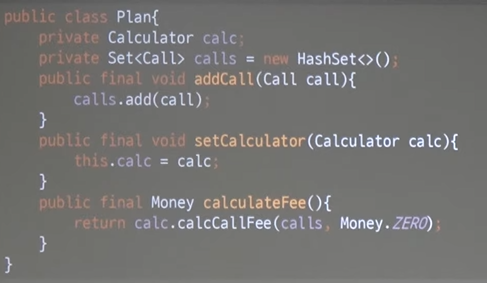 public class Plan{
    private Calculator calc;
    private Set<Call> calls = new HashSet<>();
    public final void addCall(Call call){
        calls.add(call);
    }
    public final void setCalculator(Calculator calc){
        this.calc = calc;
    }
    public final Money calculateFee(){
        return calc.calcCallFee(calls, Money.ZERO);
    }
}